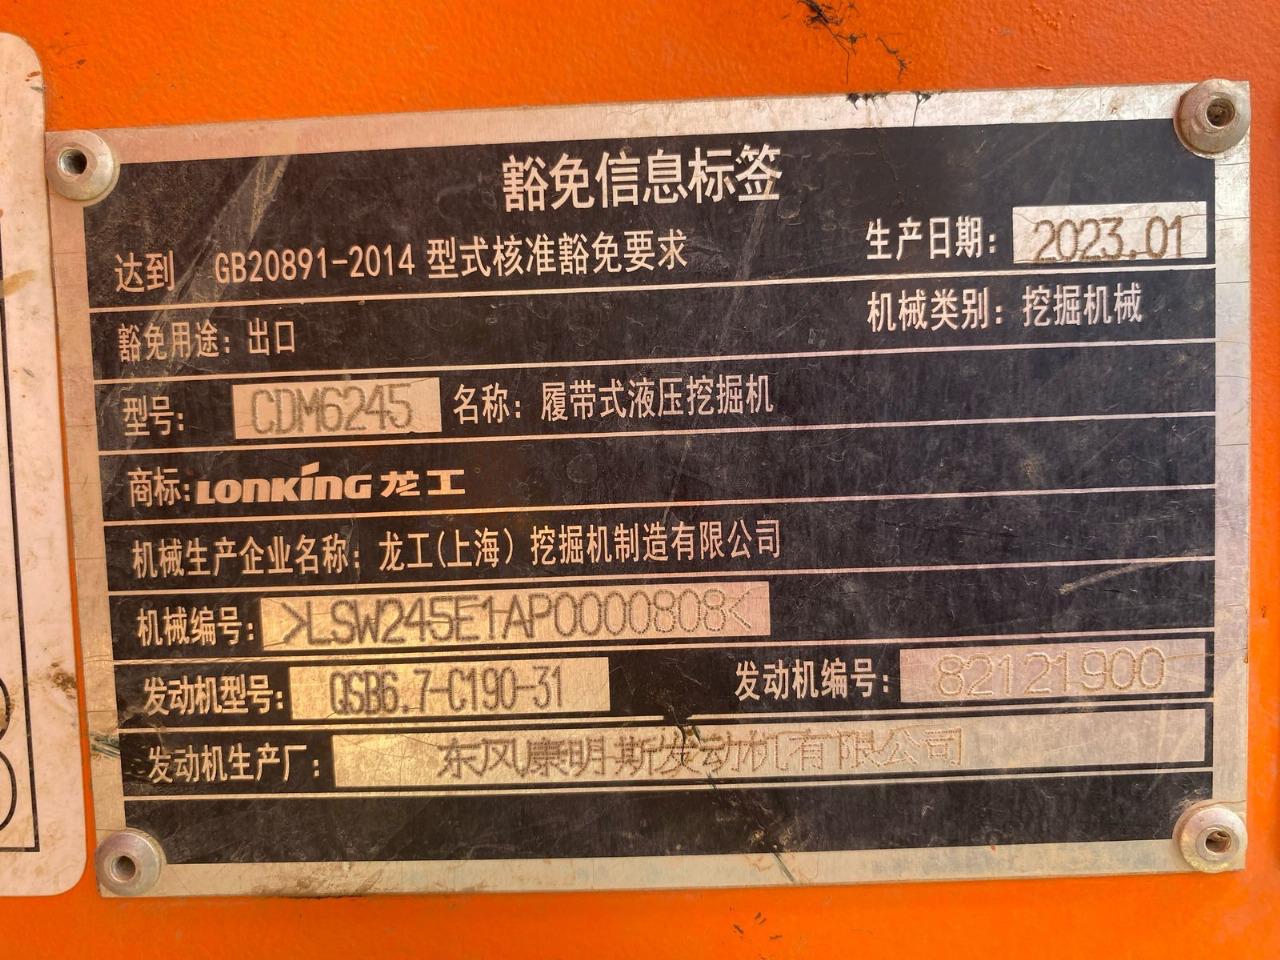 豁免信息标签
达到 GB20891-2014 型式核准豁免要求 生产日期: 2023.01
豁免用途: 出口 机械类别: 挖掘机械
型号: CDM6245 名称: 履带式液压挖掘机
商标: LONKING 龙工
机械生产企业名称: 龙工(上海)挖掘机制造有限公司
机械编号: >LSW245E1AP0000808<
发动机型号: QSB6.7-C190-31 发动机编号: 82121900
发动机生产厂: 东风康明斯发动机有限公司